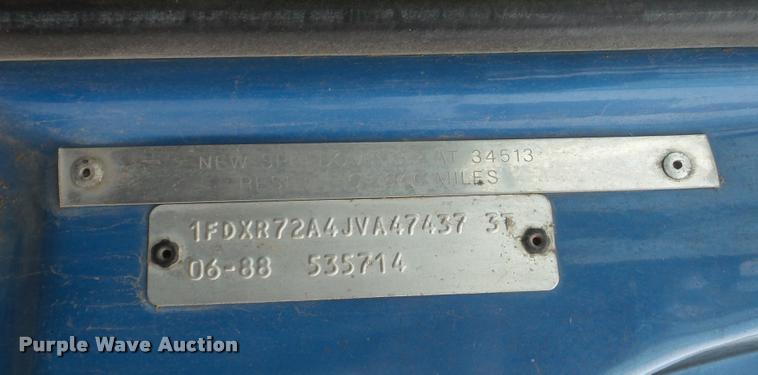 NEW AT 34513
MILES
1FDXR72A4JVA47437 3T
06-88 535714
Purple Wave Auction